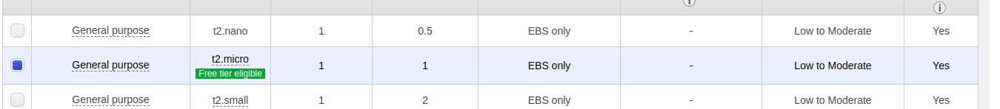 General purpose t2.nano 1 0.5 EBS only - Low to Moderate Yes
General purpose t2.micro 1 1 EBS only - Low to Moderate Yes
Free tier eligible
General purpose t2.small 1 2 EBS only - Low to Moderate Yes